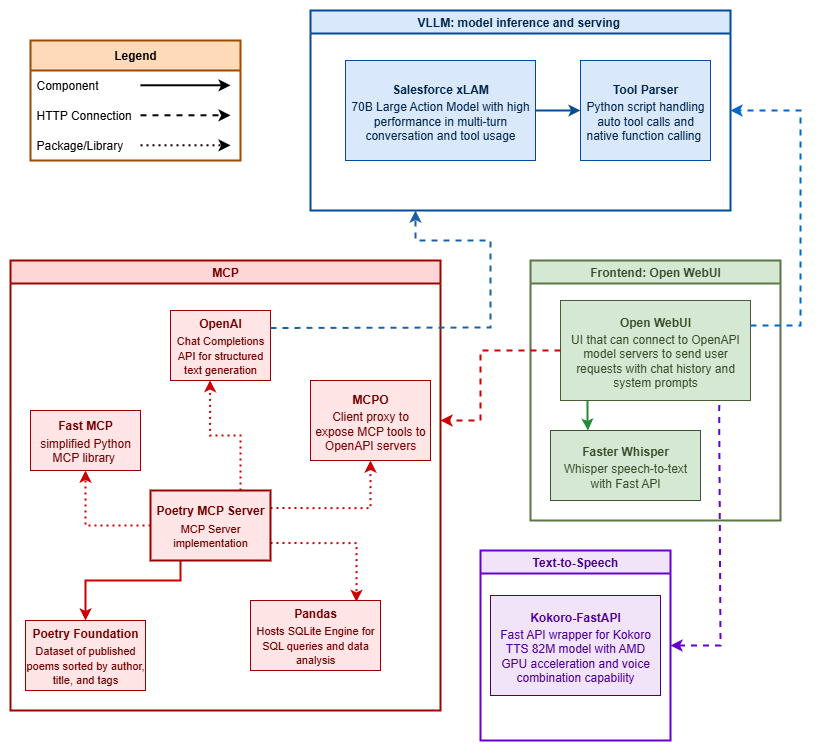 VLLM: model inference and serving
Legend
Component
HTTP Connection
Package/Library
Salesforce xLAM
70B Large Action Model with high
performance in multi-turn
conversation and tool usage
Tool Parser
Python script handling
auto tool calls and
native function calling
MCP
OpenAI
Chat Completions
API for structured
text generation
MCPO
Client proxy to
expose MCP tools to
OpenAPI servers
Fast MCP
simplified Python
MCP library
Poetry MCP Server
MCP Server
implementation
Poetry Foundation
Dataset of published
poems sorted by author,
title, and tags
Pandas
Hosts SQLite Engine for
SQL queries and data
analysis
Frontend: Open WebUI
Open WebUI
UI that can connect to OpenAPI
model servers to send user
requests with chat history and
system prompts
Faster Whisper
Whisper speech-to-text
with Fast API
Text-to-Speech
Kokoro-FastAPI
Fast API wrapper for Kokoro
TTS 82M model with AMD
GPU acceleration and voice
combination capability